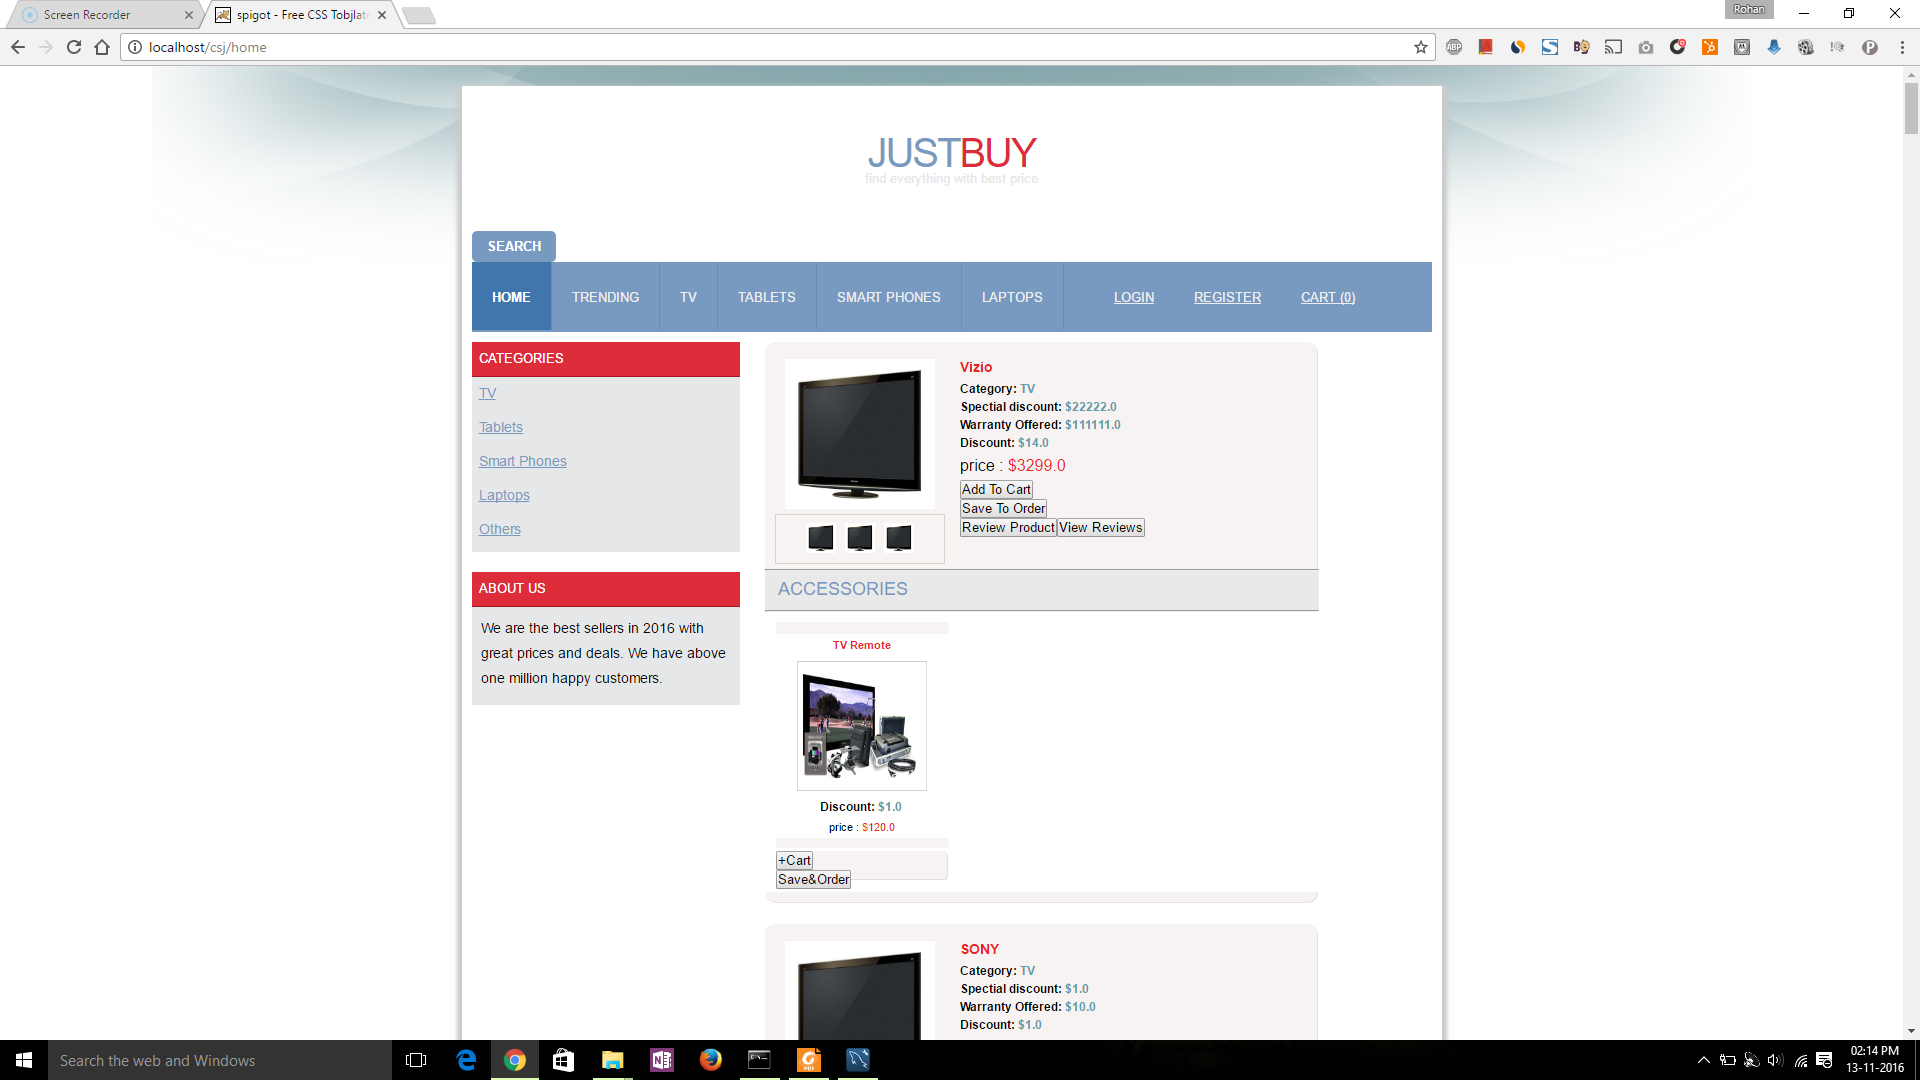 Screen Recorder
spigot - Free CSS Tobjlat
Rohan
localhost/csj/home
JUSTBUY
find everything with best price
SEARCH
HOME TRENDING TV TABLETS SMART PHONES LAPTOPS LOGIN REGISTER CART (0)
CATEGORIES
TV
Tablets
Smart Phones
Laptops
Others
ABOUT US
We are the best sellers in 2016 with
great prices and deals. We have above
one million happy customers.
Vizio
Category: TV
Spectial discount: $22222.0
Warranty Offered: $111111.0
Discount: $14.0
price : $3299.0
Add To Cart
Save To Order
Review Product View Reviews
ACCESSORIES
TV Remote
Discount: $1.0
price : $120.0
+Cart
Save&Order
SONY
Category: TV
Spectial discount: $1.0
Warranty Offered: $10.0
Discount: $1.0
Search the web and Windows
02:14 PM
13-11-2016